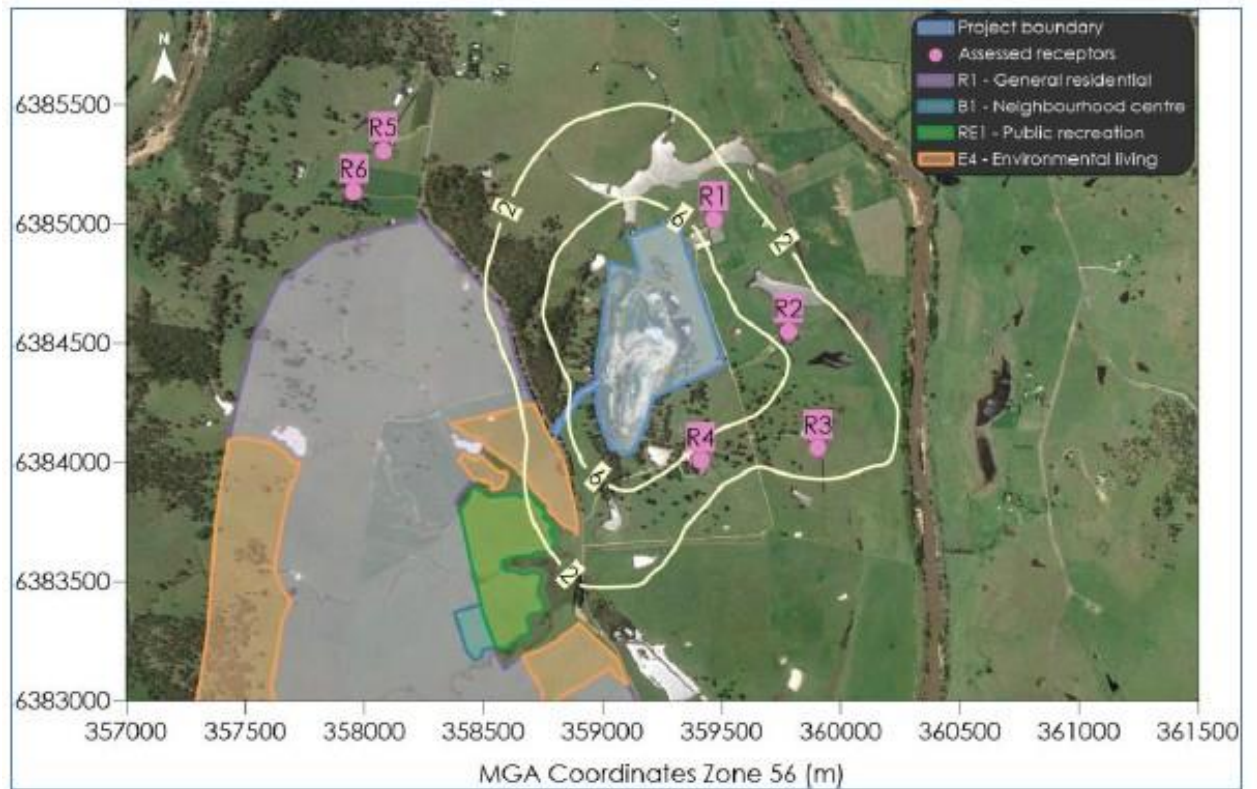 Project boundary
Assessed receptors
R1 - General residential
B1 - Neighbourhood centre
RE1 - Public recreation
E4 - Environmental living
N
6385500
6385000
6384500
6384000
6383500
6383000
R5
R6
R1
R2
R3
R4
2
6
2
6
2
357000 357500 358000 358500 359000 359500 360000 360500 361000 361500
MGA Coordinates Zone 56 (m)